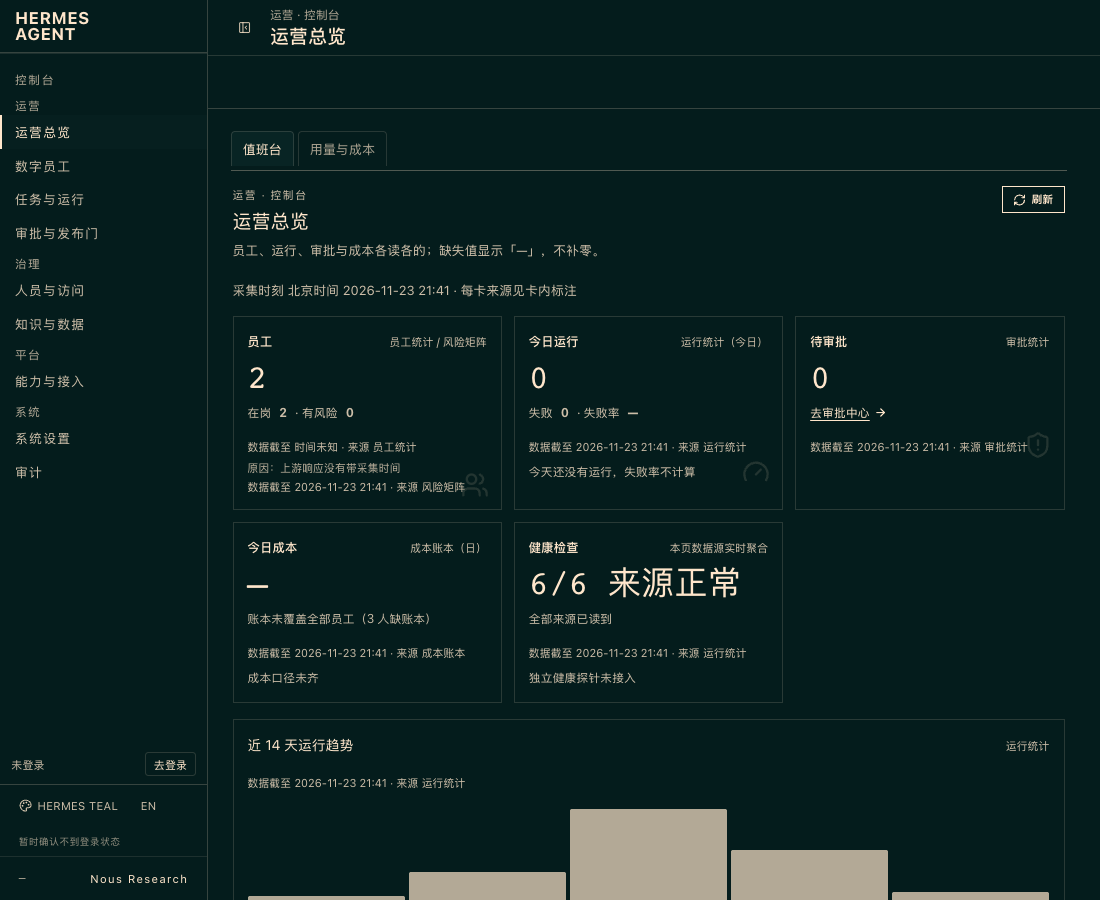 HERMES
AGENT
控制台
运营
运营总览
数字员工
任务与运行
审批与发布门
治理
人员与访问
知识与数据
平台
能力与接入
系统
系统设置
审计
未登录
去登录
HERMES TEAL
EN
暂时确认不到登录状态
—
Nous Research
运营 · 控制台
运营总览
值班台
用量与成本
运营 · 控制台
运营总览
刷新
员工、运行、审批与成本各读各的；缺失值显示「—」，不补零。
采集时刻 北京时间 2026-11-23 21:41 · 每卡来源见卡内标注
员工
员工统计 / 风险矩阵
2
在岗 2 · 有风险 0
数据截至 时间未知 · 来源 员工统计
原因：上游响应没有带采集时间
数据截至 2026-11-23 21:41 · 来源 风险矩阵
今日运行
运行统计（今日）
0
失败 0 · 失败率 —
数据截至 2026-11-23 21:41 · 来源 运行统计
今天还没有运行，失败率不计算
待审批
审批统计
0
去审批中心 →
数据截至 2026-11-23 21:41 · 来源 审批统计
今日成本
成本账本（日）
—
账本未覆盖全部员工（3 人缺账本）
数据截至 2026-11-23 21:41 · 来源 成本账本
成本口径未齐
健康检查
本页数据源实时聚合
6/6 来源正常
全部来源已读到
数据截至 2026-11-23 21:41 · 来源 运行统计
独立健康探针未接入
近 14 天运行趋势
运行统计
数据截至 2026-11-23 21:41 · 来源 运行统计